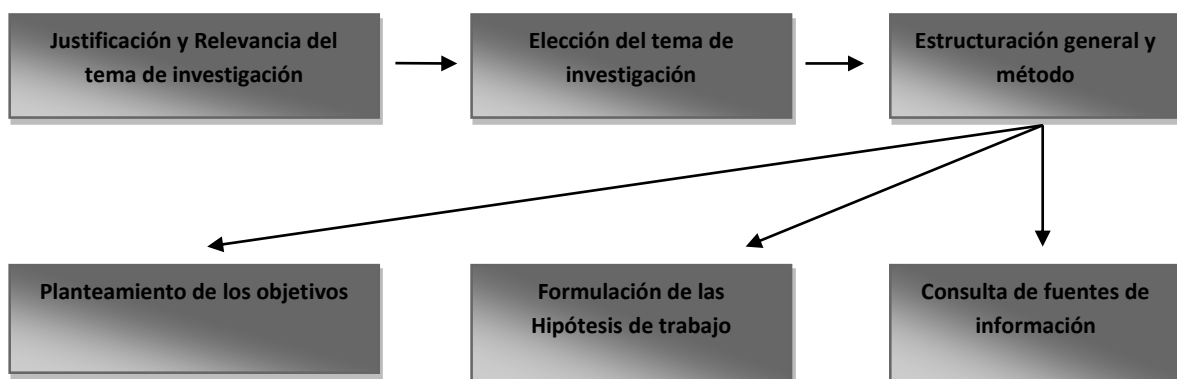 Justificación y Relevancia del
tema de investigación
Elección del tema de
investigación
Estructuración general y
método
Planteamiento de los objetivos
Formulación de las
Hipótesis de trabajo
Consulta de fuentes de
información